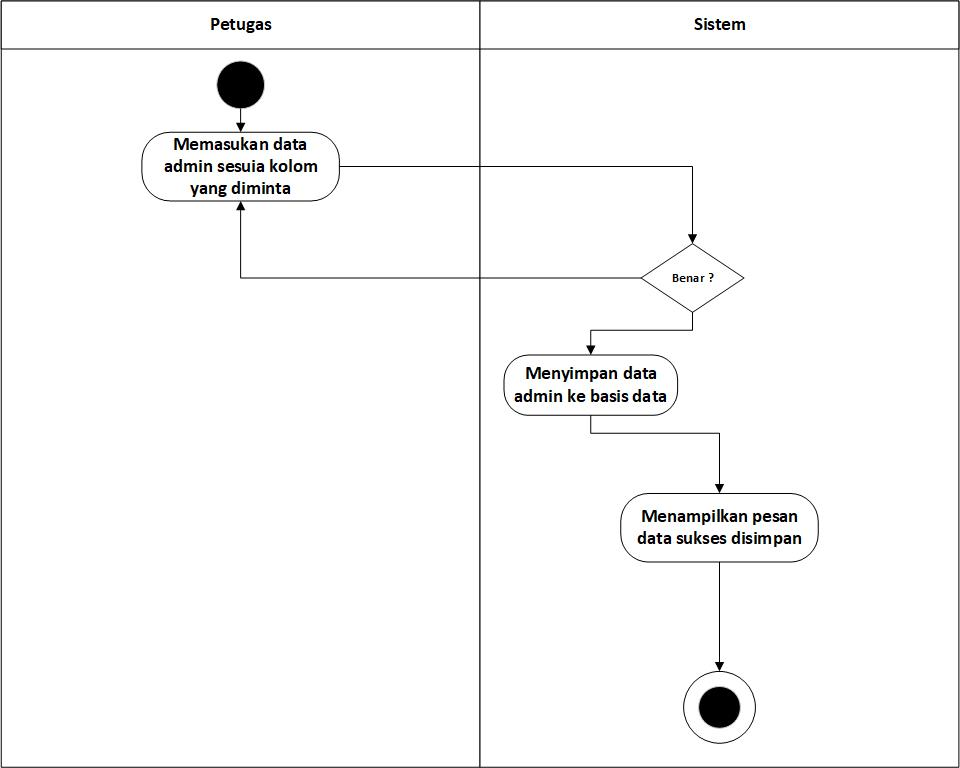 Petugas
Sistem
Memasukan data
admin sesuia kolom
yang diminta
Benar ?
Menyimpan data
admin ke basis data
Menampilkan pesan
data sukses disimpan